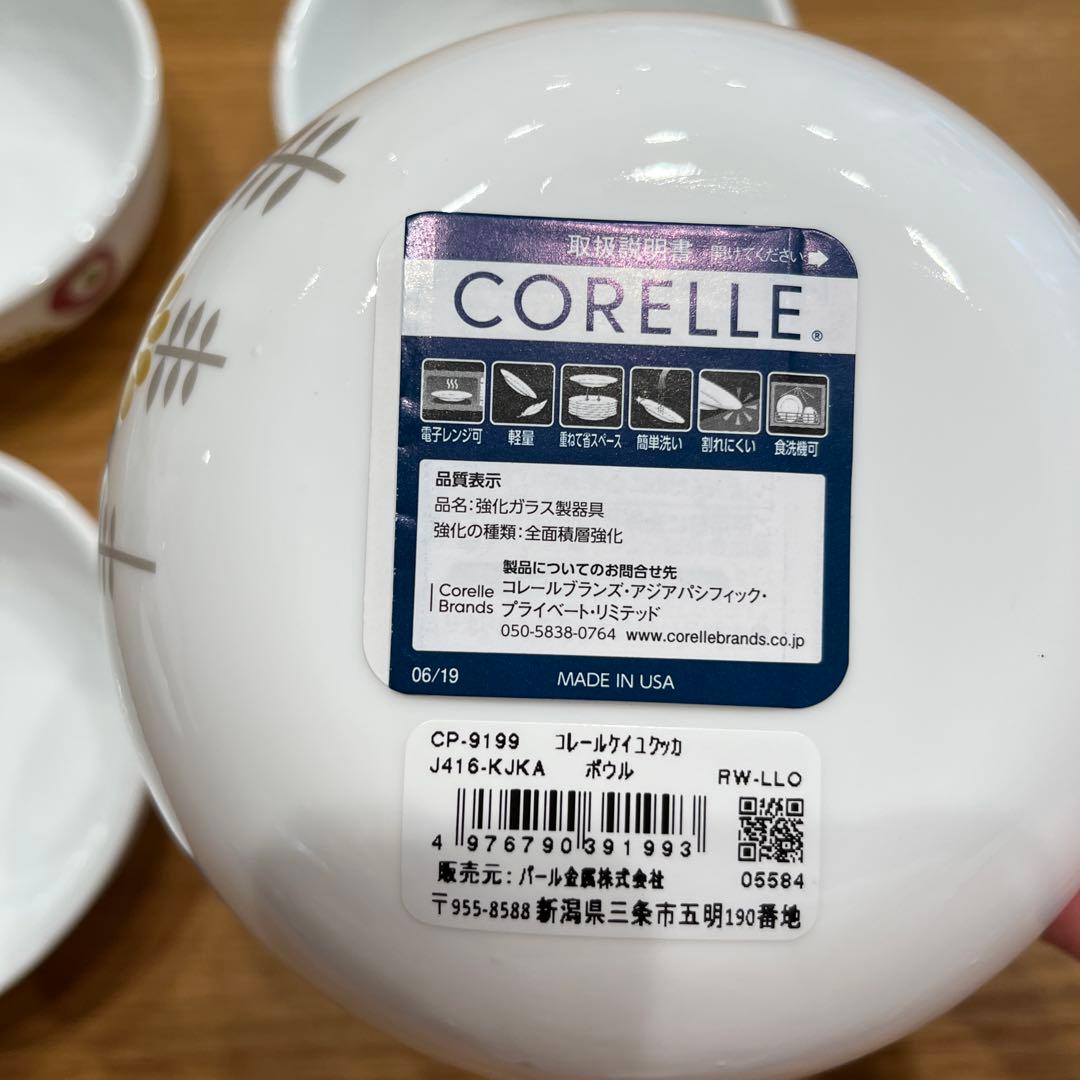 取扱説明書 開けてください
CORELLE®
電子レンジ可 軽量 重ねて省スペース 簡単洗い 割れにくい 食洗機可
品質表示
品名:強化ガラス製器具
強化の種類:全面積層強化
製品についてのお問合せ先
Corelle Brands
コレールブランズ・アジアパシフィック・
プライベート・リミテッド
050-5838-0764 www.corellebrands.co.jp
06/19 MADE IN USA
CP-9199 コレールケイユクッカ
J416-KJKA ボウル RW-LLO
4 976790 391993
販売元:パール金属株式会社 05584
〒955-8588 新潟県三条市五明190番地